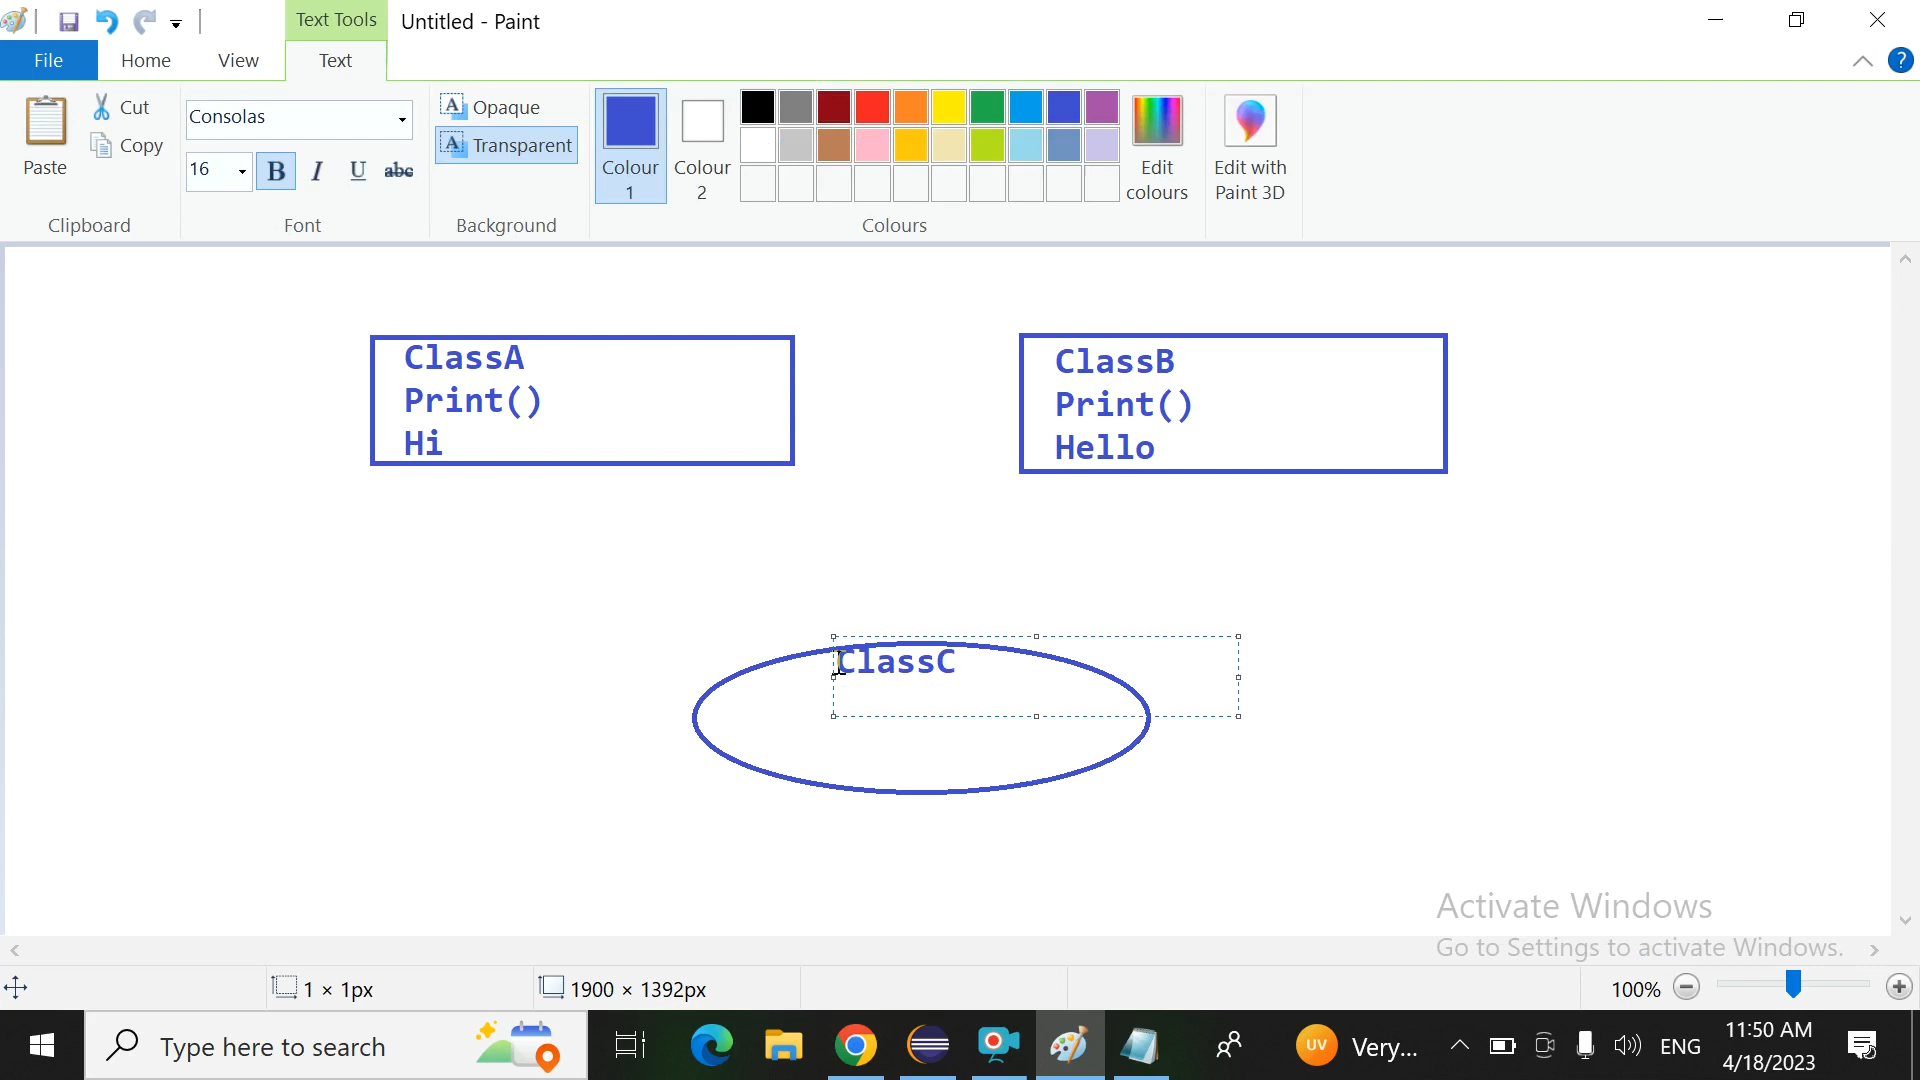 Text Tools
Untitled - Paint
File
Home
View
Text
?
Paste
Cut
Copy
Clipboard
Consolas
16
B
I
U
abc
Font
A Opaque
A Transparent
Background
Colour 1
Colour 2
Edit colours
Colours
Edit with Paint 3D
ClassA
Print()
Hi
ClassB
Print()
Hello
ClassC
Activate Windows
Go to Settings to activate Windows.
1 × 1px
1900 × 1392px
100%
Type here to search
UV
Very...
ENG
11:50 AM
4/18/2023